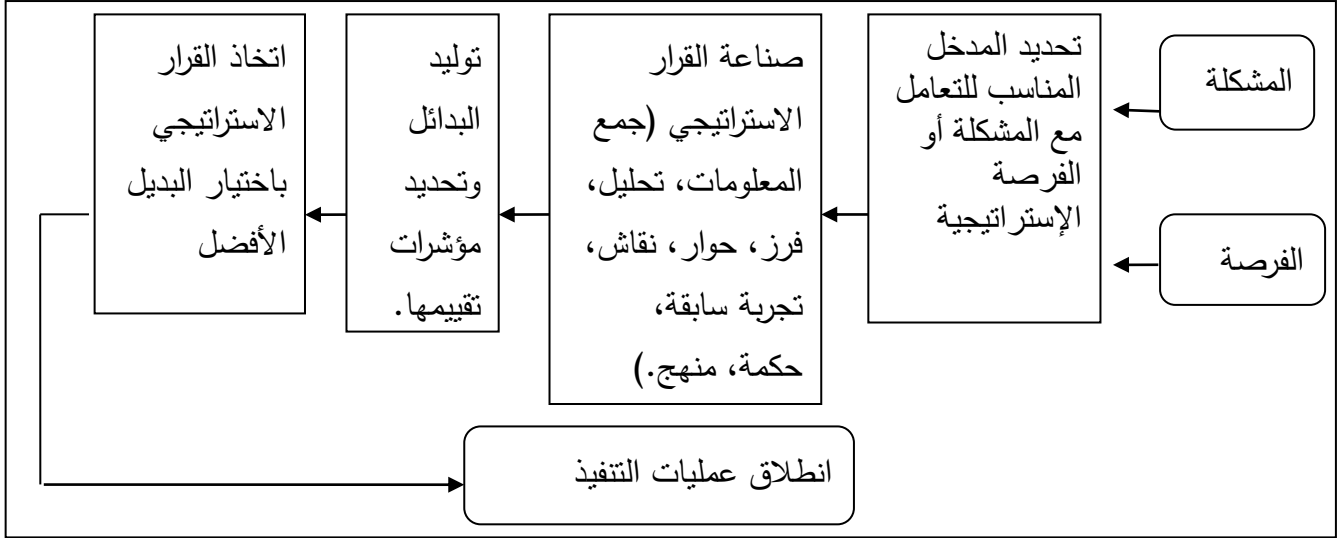 المشكلة
الفرصة
تحديد المدخل
المناسب للتعامل
مع المشكلة أو
الفرصة
الإستراتيجية
صناعة القرار
الاستراتيجي (جمع
المعلومات، تحليل،
فرز، حوار، نقاش،
تجربة سابقة،
حكمة، منهج.)
توليد
البدائل
وتحديد
مؤشرات
تقييمها.
اتخاذ القرار
الاستراتيجي
باختيار البديل
الأفضل
انطلاق عمليات التنفيذ